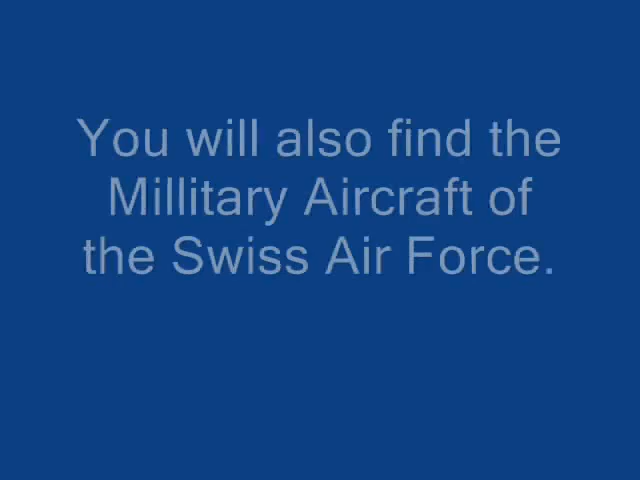 You will also find the
Millitary Aircraft of
the Swiss Air Force.